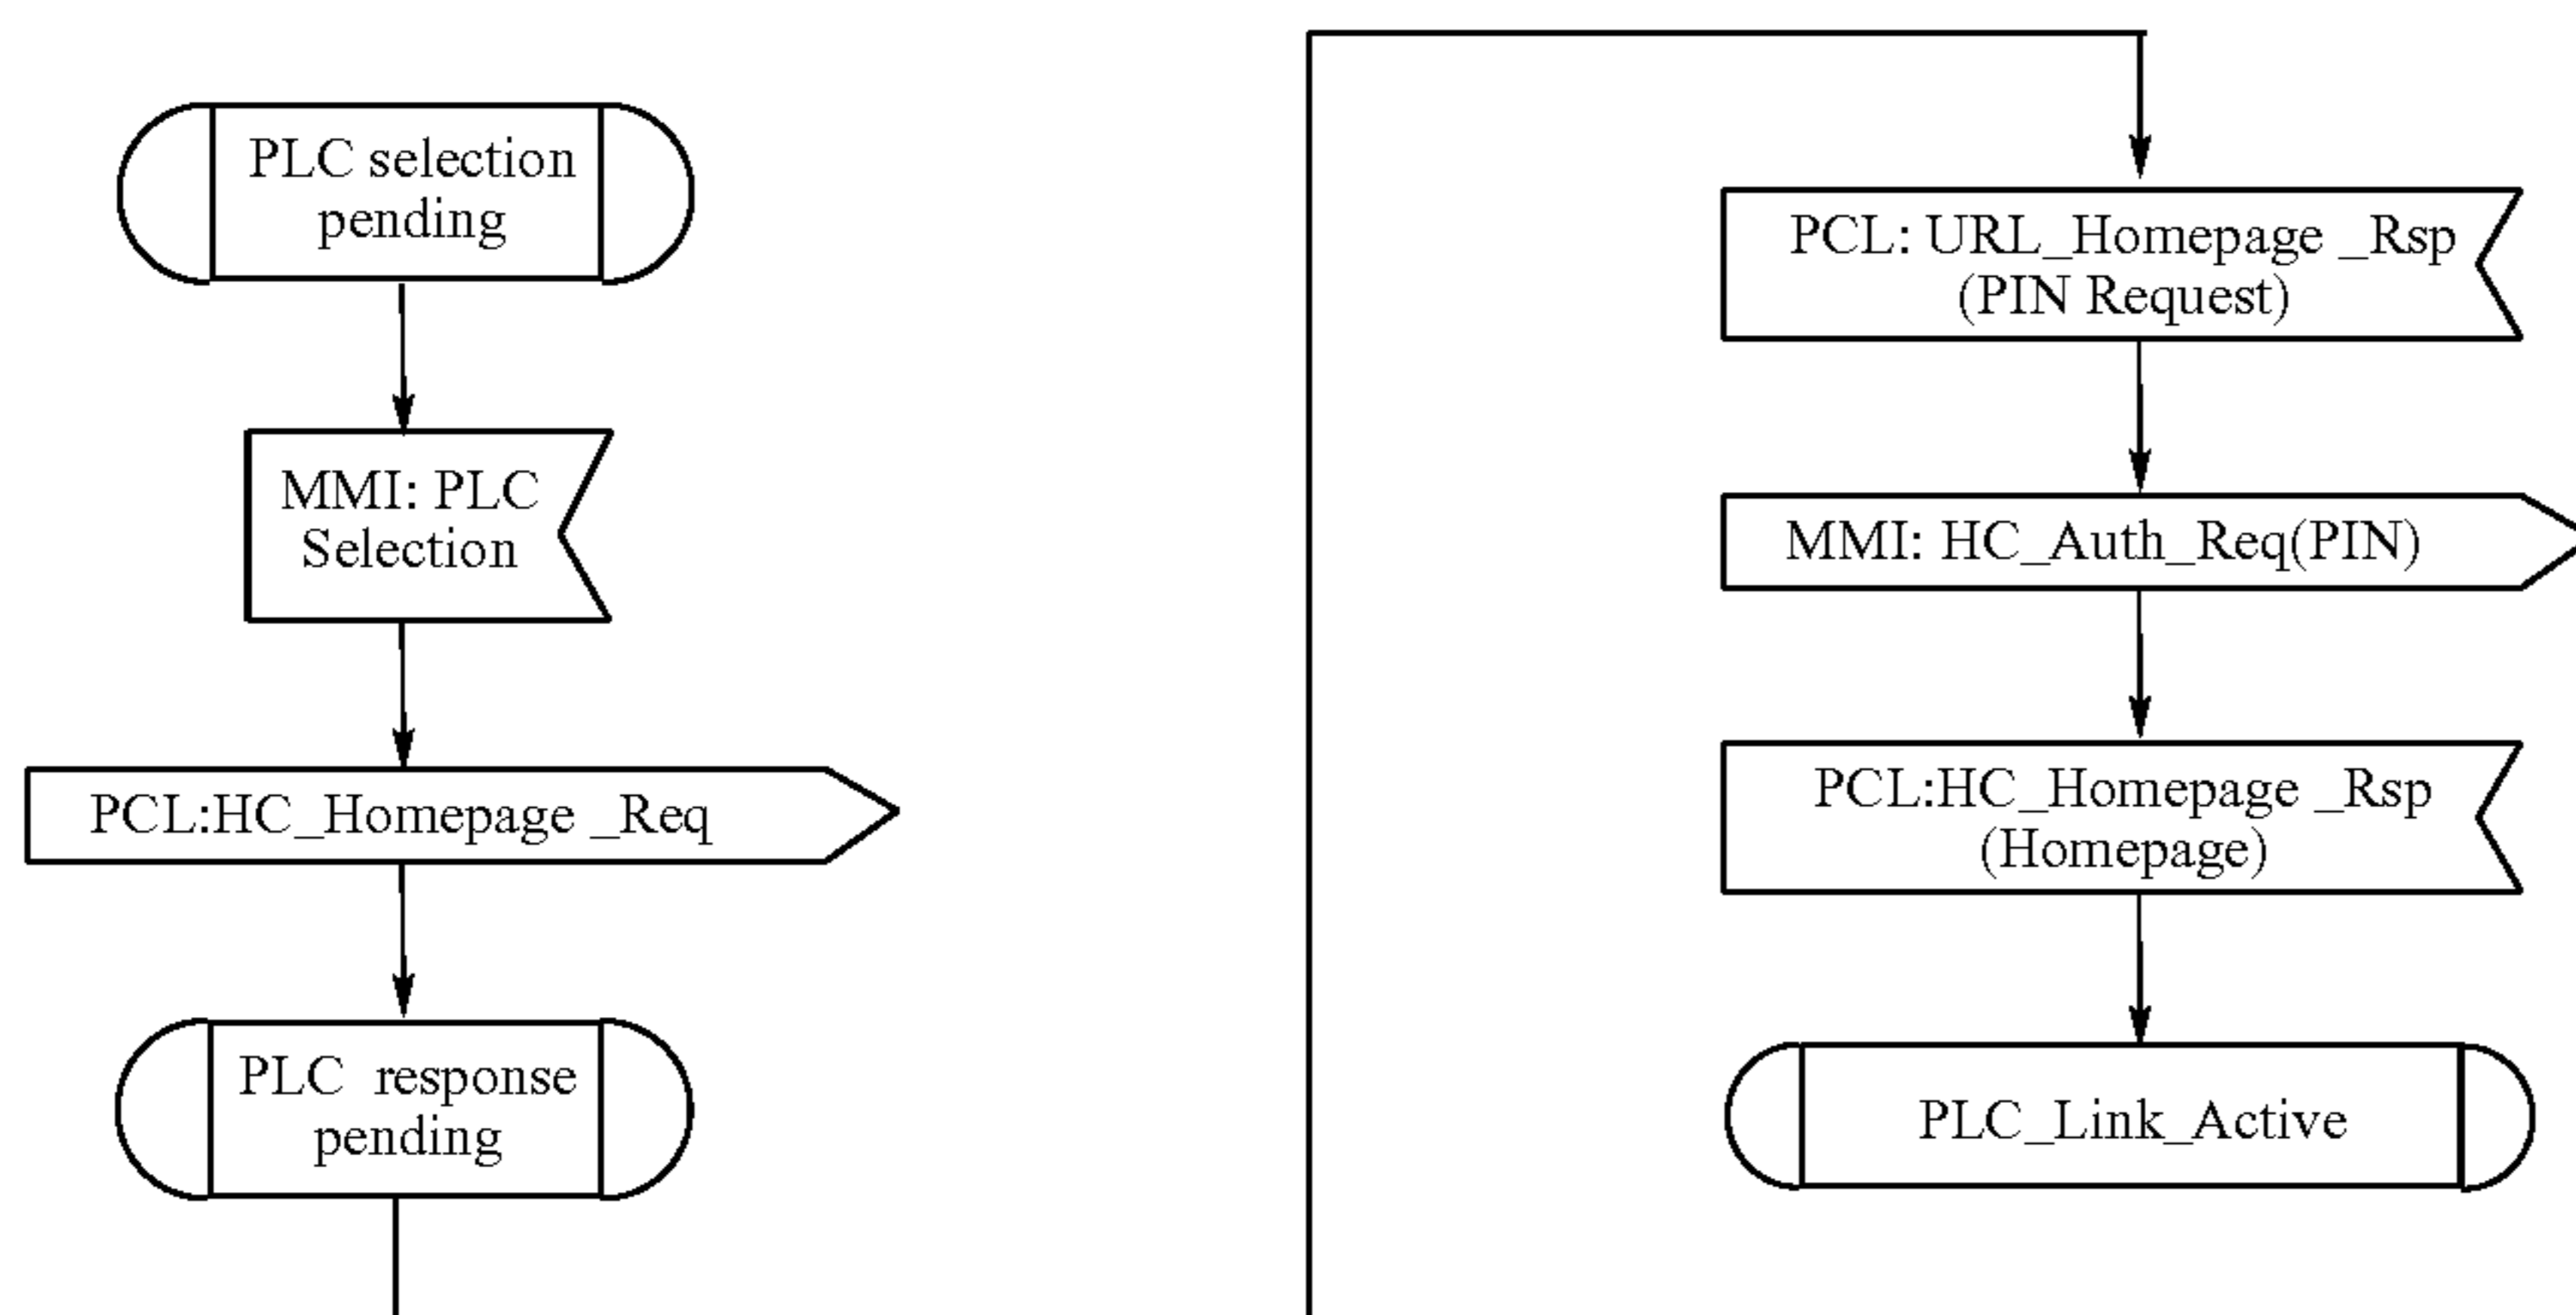 PLC selection
pending
MMI: PLC
Selection
PCL:HC_Homepage _Req
PLC response
pending
PCL: URL_Homepage _Rsp
(PIN Request)
MMI: HC_Auth_Req(PIN)
PCL:HC_Homepage _Rsp
(Homepage)
PLC_Link_Active